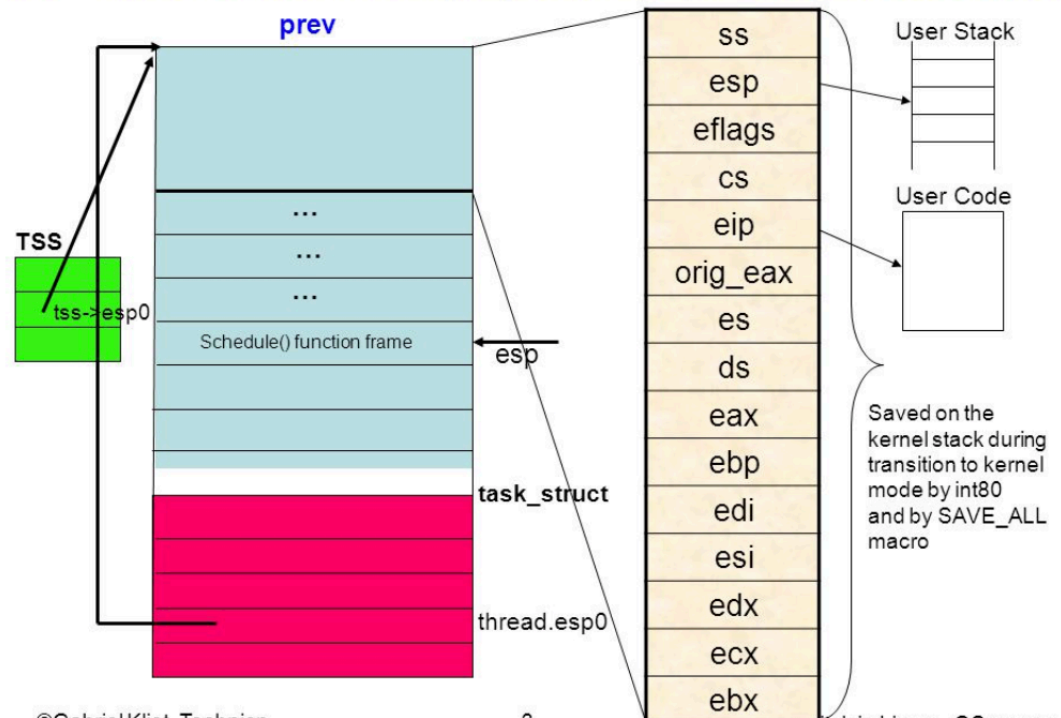 prev
TSS
tss->esp0
...
...
...
Schedule() function frame
esp
task_struct
thread.esp0
ss
esp
eflags
cs
eip
orig_eax
es
ds
eax
ebp
edi
esi
edx
ecx
ebx
User Stack
User Code
Saved on the
kernel stack during
transition to kernel
mode by int80
and by SAVE_ALL
macro